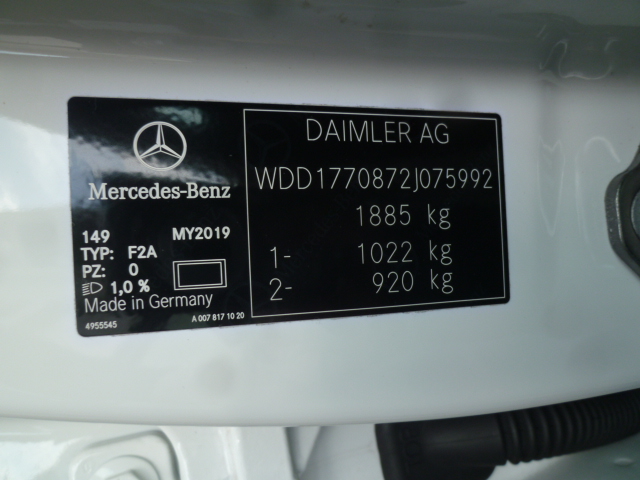 Mercedes-Benz
149 MY2019
TYP: F2A
PZ: 0
1,0 %
Made in Germany
4955545 A 007 817 10 20
DAIMLER AG
WDD1770872J075992
1885 kg
1- 1022 kg
2- 920 kg